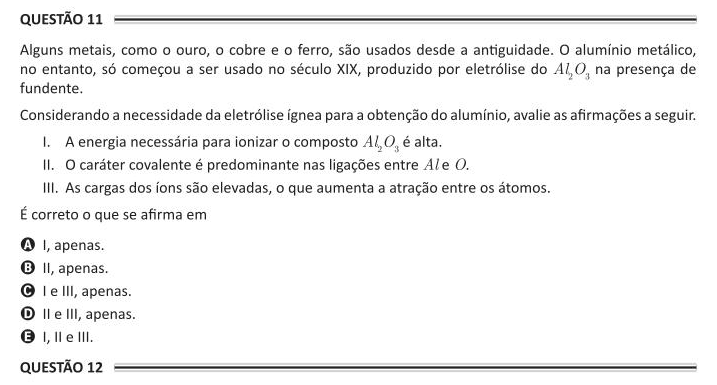 QUESTÃO 11
Alguns metais, como o ouro, o cobre e o ferro, são usados desde a antiguidade. O alumínio metálico,
no entanto, só começou a ser usado no século XIX, produzido por eletrólise do Al₂O₃ na presença de
fundente.
Considerando a necessidade da eletrólise ígnea para a obtenção do alumínio, avalie as afirmações a seguir.
I. A energia necessária para ionizar o composto Al₂O₃ é alta.
II. O caráter covalente é predominante nas ligações entre Al e O.
III. As cargas dos íons são elevadas, o que aumenta a atração entre os átomos.
É correto o que se afirma em
A I, apenas.
B II, apenas.
C I e III, apenas.
D II e III, apenas.
E I, II e III.
QUESTÃO 12